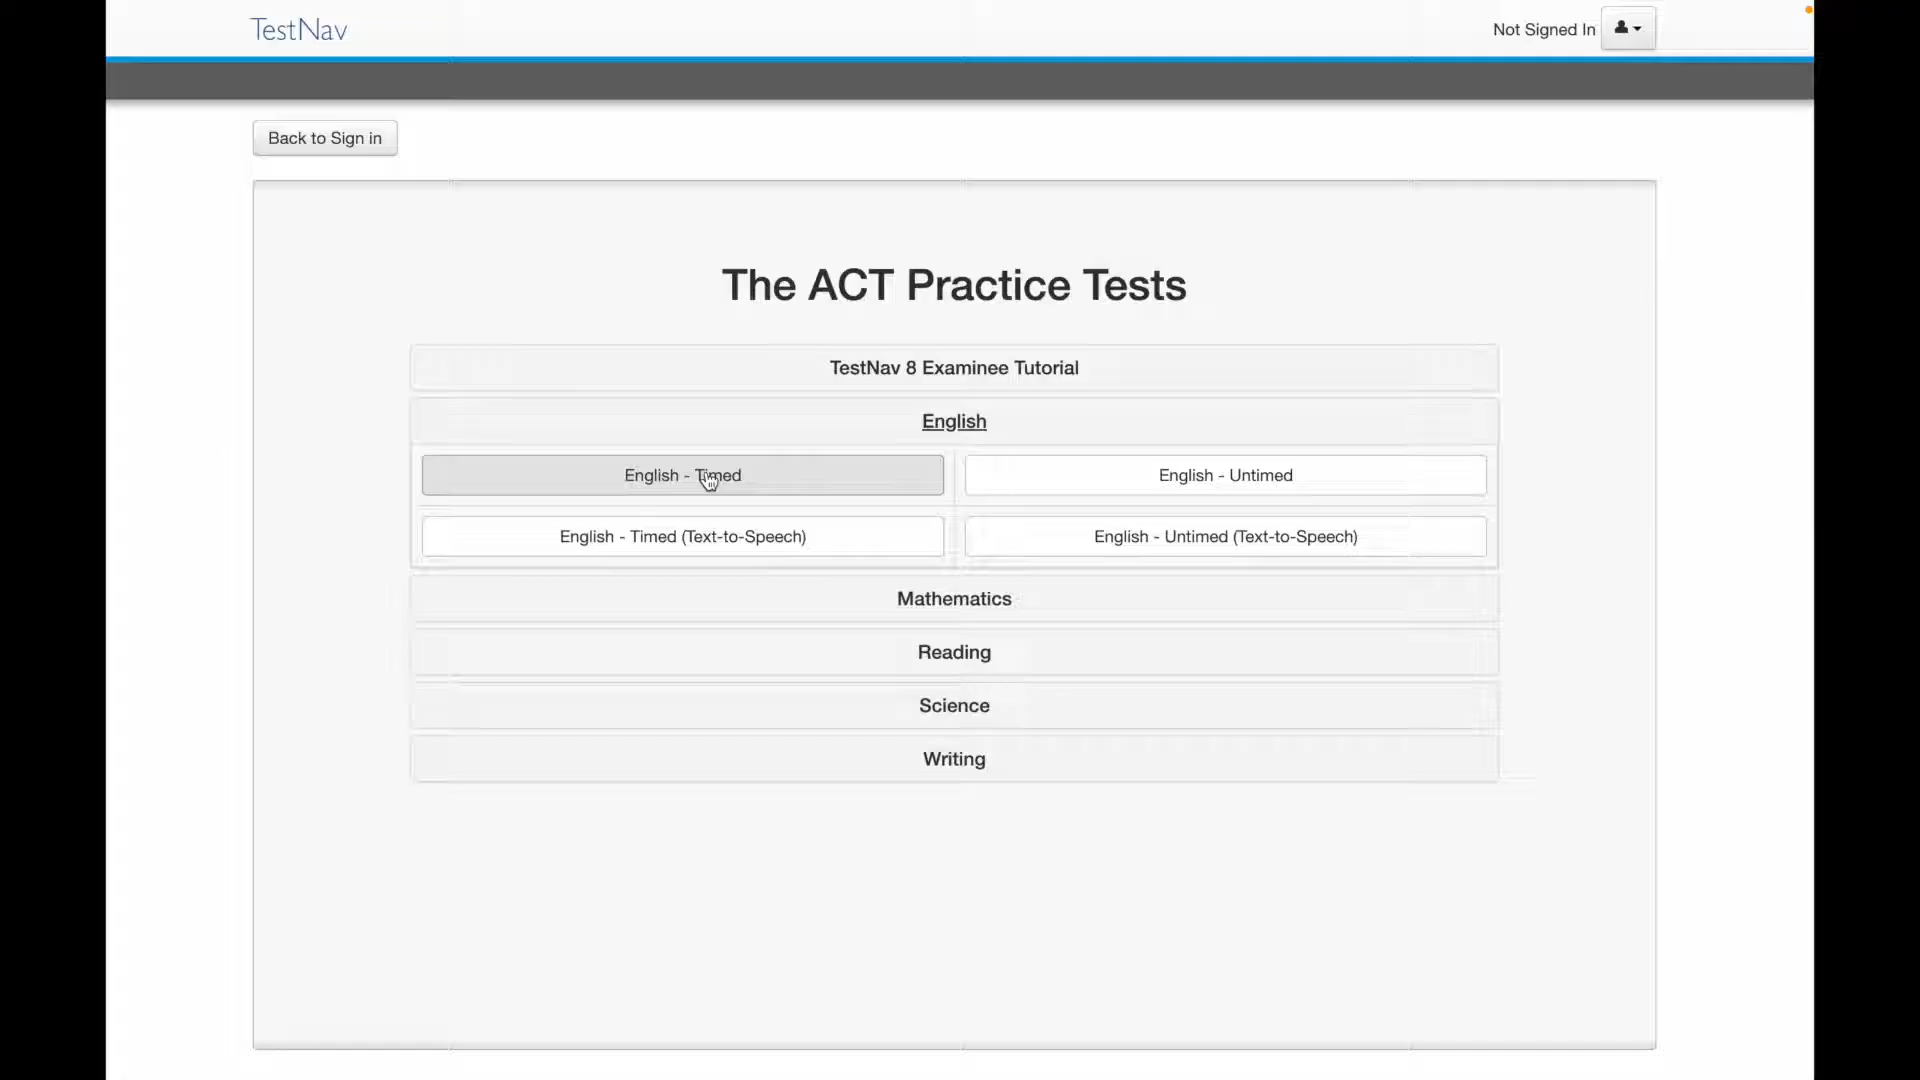 TestNav
Not Signed In
Back to Sign in
The ACT Practice Tests
TestNav 8 Examinee Tutorial
English
English - Timed
English - Untimed
English - Timed (Text-to-Speech)
English - Untimed (Text-to-Speech)
Mathematics
Reading
Science
Writing